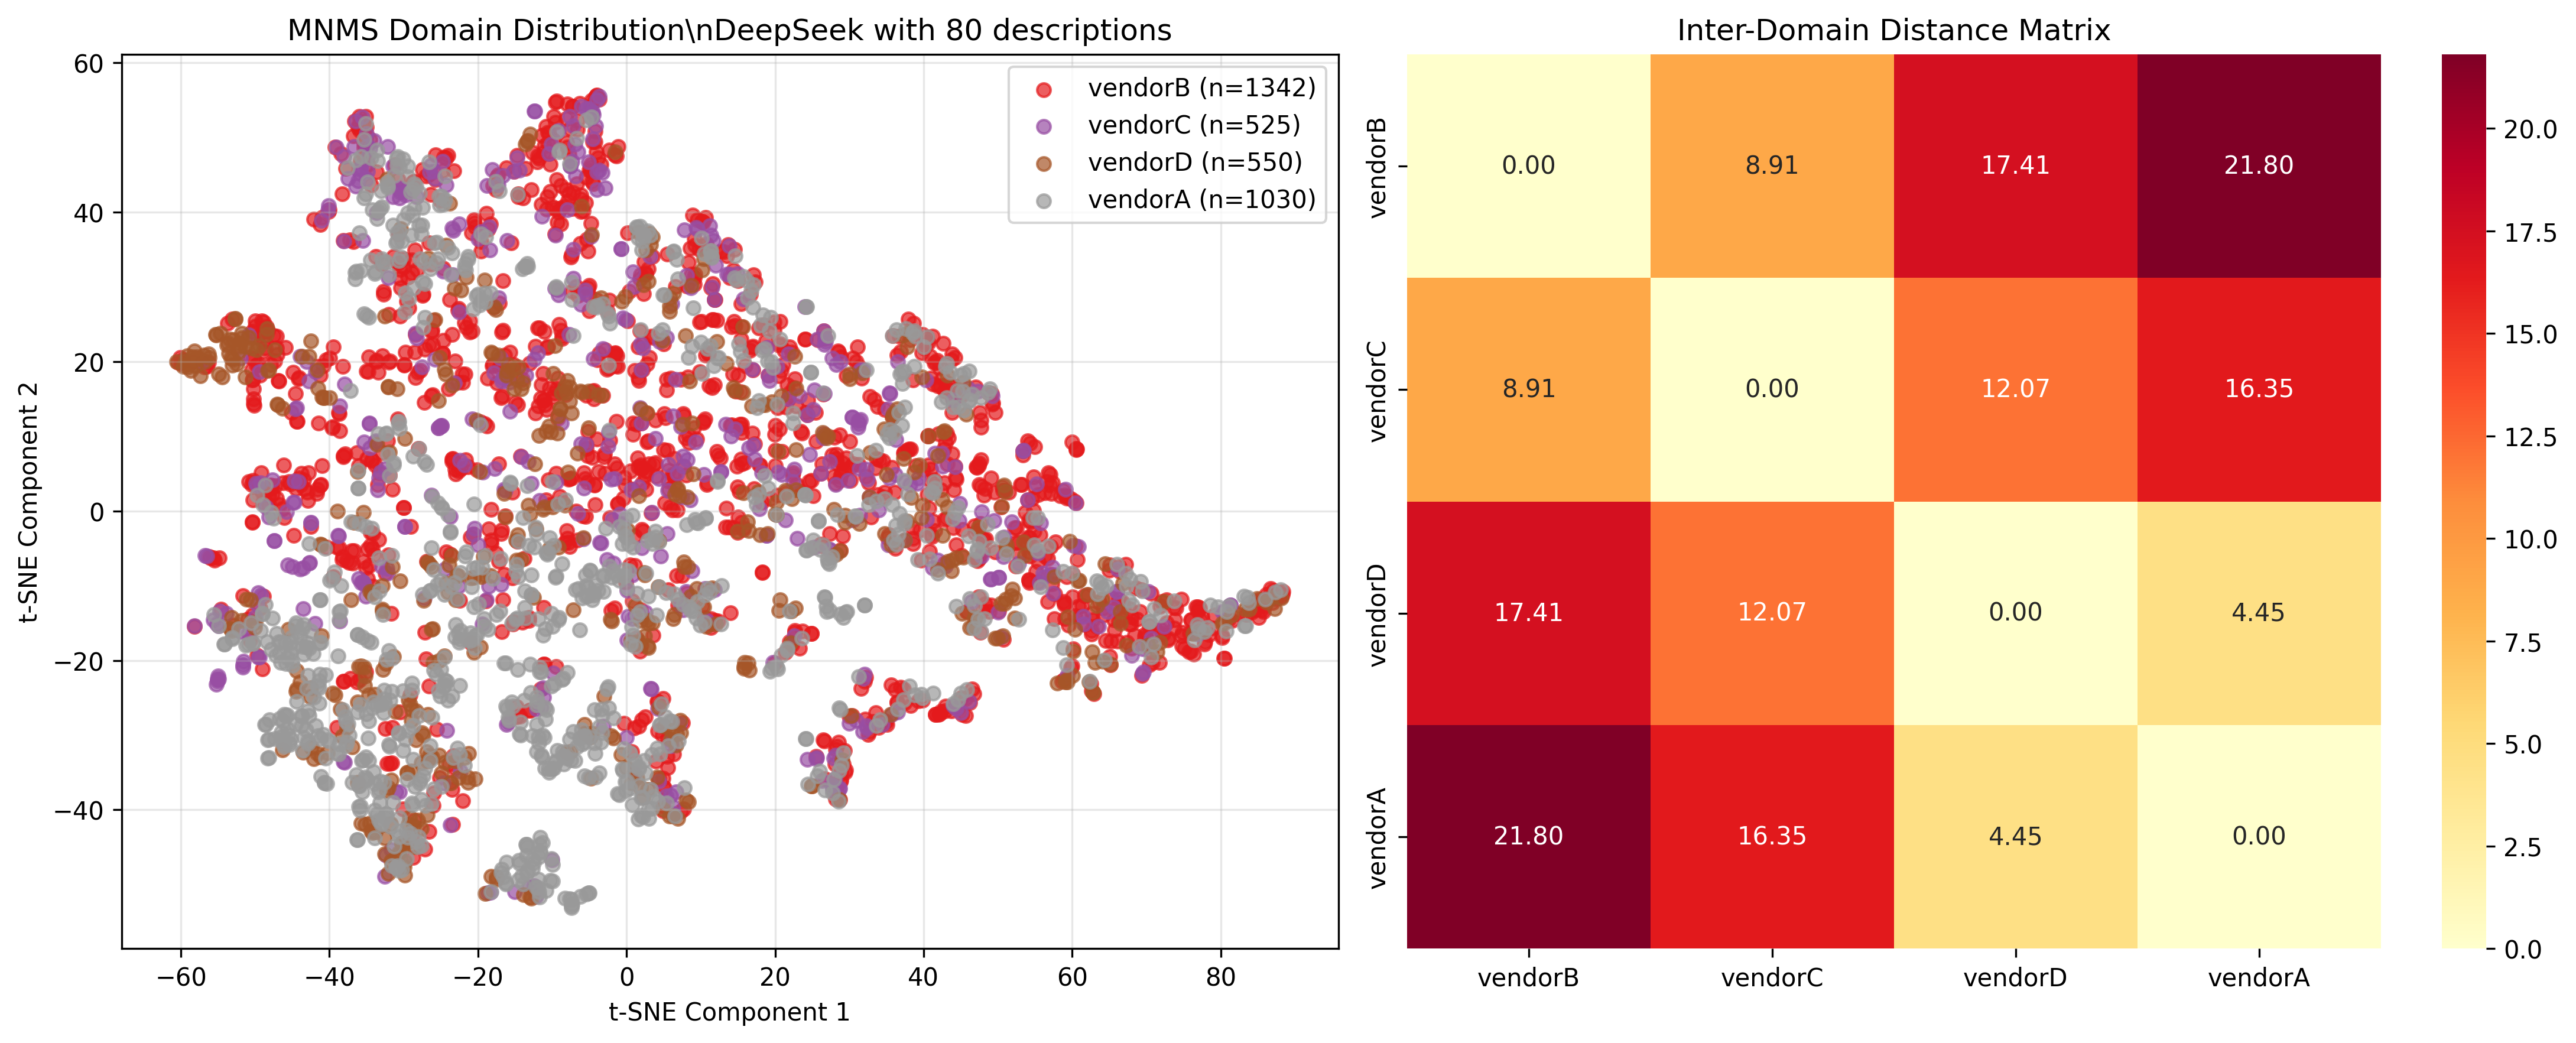 MNMS Domain Distribution\nDeepSeek with 80 descriptions
60
40
20
0
−20
−40
t-SNE Component 2
−60
−40
−20
0
20
40
60
80
t-SNE Component 1
vendorB (n=1342)
vendorC (n=525)
vendorD (n=550)
vendorA (n=1030)
Inter-Domain Distance Matrix
vendorB
0.00 8.91 17.41 21.80
vendorC
8.91 0.00 12.07 16.35
vendorD
17.41 12.07 0.00 4.45
vendorA
21.80 16.35 4.45 0.00
vendorB vendorC vendorD vendorA
20.0
17.5
15.0
12.5
10.0
7.5
5.0
2.5
0.0